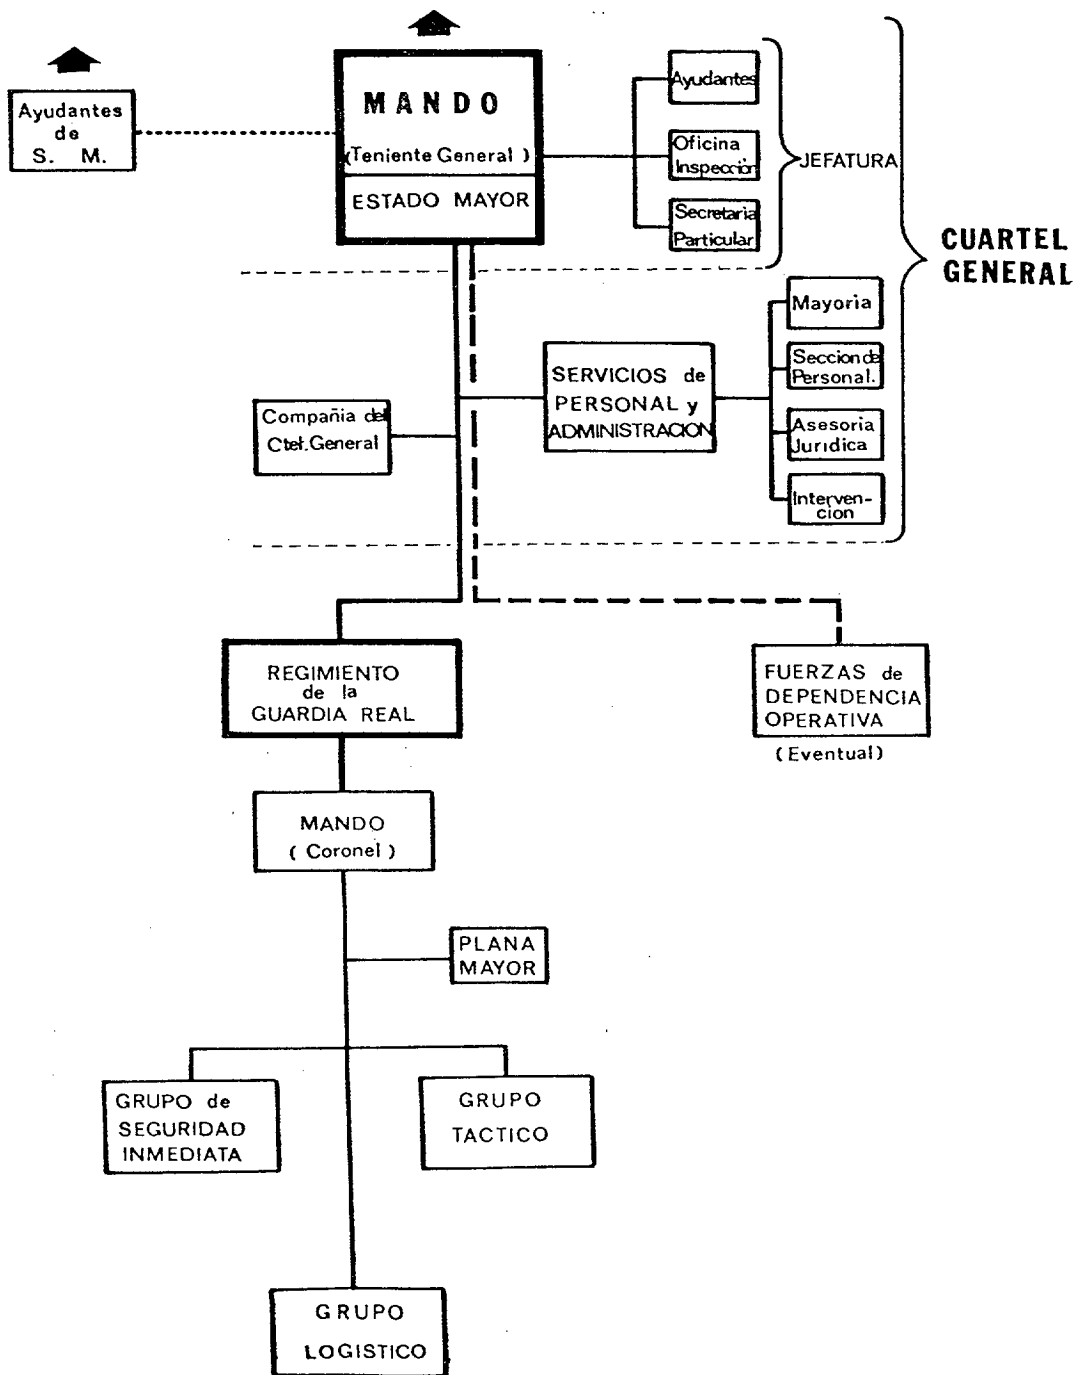 Ayudantes
de
S. M.
MANDO
(Teniente General)
ESTADO MAYOR
Ayudantes
Oficina
Inspección
Secretaria
Particular
JEFATURA
CUARTEL
GENERAL
Mayoria
Seccion de
Personal.
Asesoria
Juridica
Interven-
cion
SERVICIOS de
PERSONAL y
ADMINISTRACION
Compañia del
Ctel. General
REGIMIENTO
de la
GUARDIA REAL
FUERZAS de
DEPENDENCIA
OPERATIVA
(Eventual)
MANDO
( Coronel )
PLANA
MAYOR
GRUPO de
SEGURIDAD
INMEDIATA
GRUPO
TACTICO
GRUPO
LOGISTICO